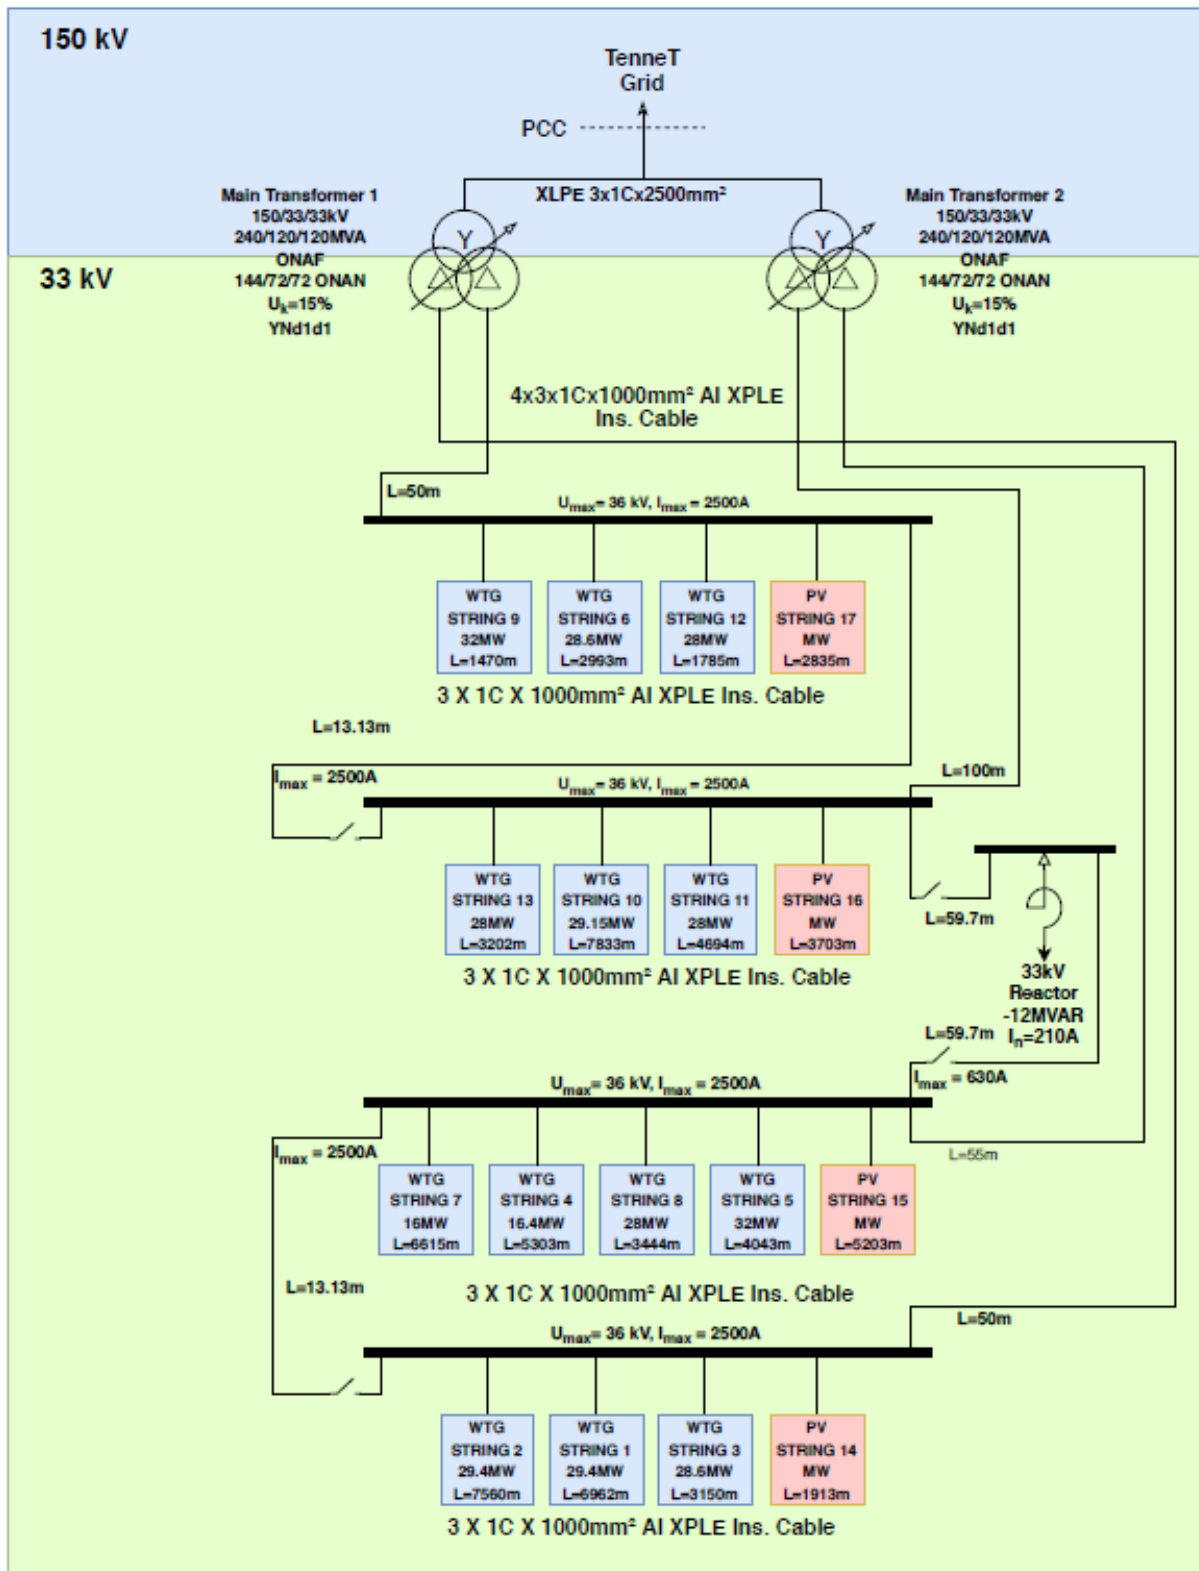 150 kV
TenneT
Grid
PCC
XLPE 3x1Cx2500mm²
Main Transformer 1
150/33/33kV
240/120/120MVA
ONAF
144/72/72 ONAN
Uk=15%
YNd1d1
Main Transformer 2
150/33/33kV
240/120/120MVA
ONAF
144/72/72 ONAN
Uk=15%
YNd1d1
Y
Y
33 kV
4x3x1Cx1000mm² Al XPLE
Ins. Cable
L=50m
Umax= 36 kV, Imax= 2500A
WTG
STRING 9
32MW
L=1470m
WTG
STRING 6
28.6MW
L=2993m
WTG
STRING 12
28MW
L=1785m
PV
STRING 17
MW
L=2835m
3 X 1C X 1000mm² Al XPLE Ins. Cable
L=13.13m
Imax = 2500A
Umax= 36 kV, Imax= 2500A
L=100m
WTG
STRING 13
28MW
L=3202m
WTG
STRING 10
29.15MW
L=7833m
WTG
STRING 11
28MW
L=4694m
PV
STRING 16
MW
L=3703m
3 X 1C X 1000mm² Al XPLE Ins. Cable
L=59.7m
33kV
Reactor
-12MVAR
In=210A
L=59.7m
Imax = 630A
Umax= 36 kV, Imax= 2500A
Imax = 2500A
L=55m
WTG
STRING 7
16MW
L=6615m
WTG
STRING 4
16.4MW
L=5303m
WTG
STRING 8
28MW
L=3444m
WTG
STRING 5
32MW
L=4043m
PV
STRING 15
MW
L=5203m
L=13.13m
3 X 1C X 1000mm² Al XPLE Ins. Cable
L=50m
Umax= 36 kV, Imax= 2500A
WTG
STRING 2
29.4MW
L=7560m
WTG
STRING 1
29.4MW
L=6962m
WTG
STRING 3
28.6MW
L=3150m
PV
STRING 14
MW
L=1913m
3 X 1C X 1000mm² Al XPLE Ins. Cable